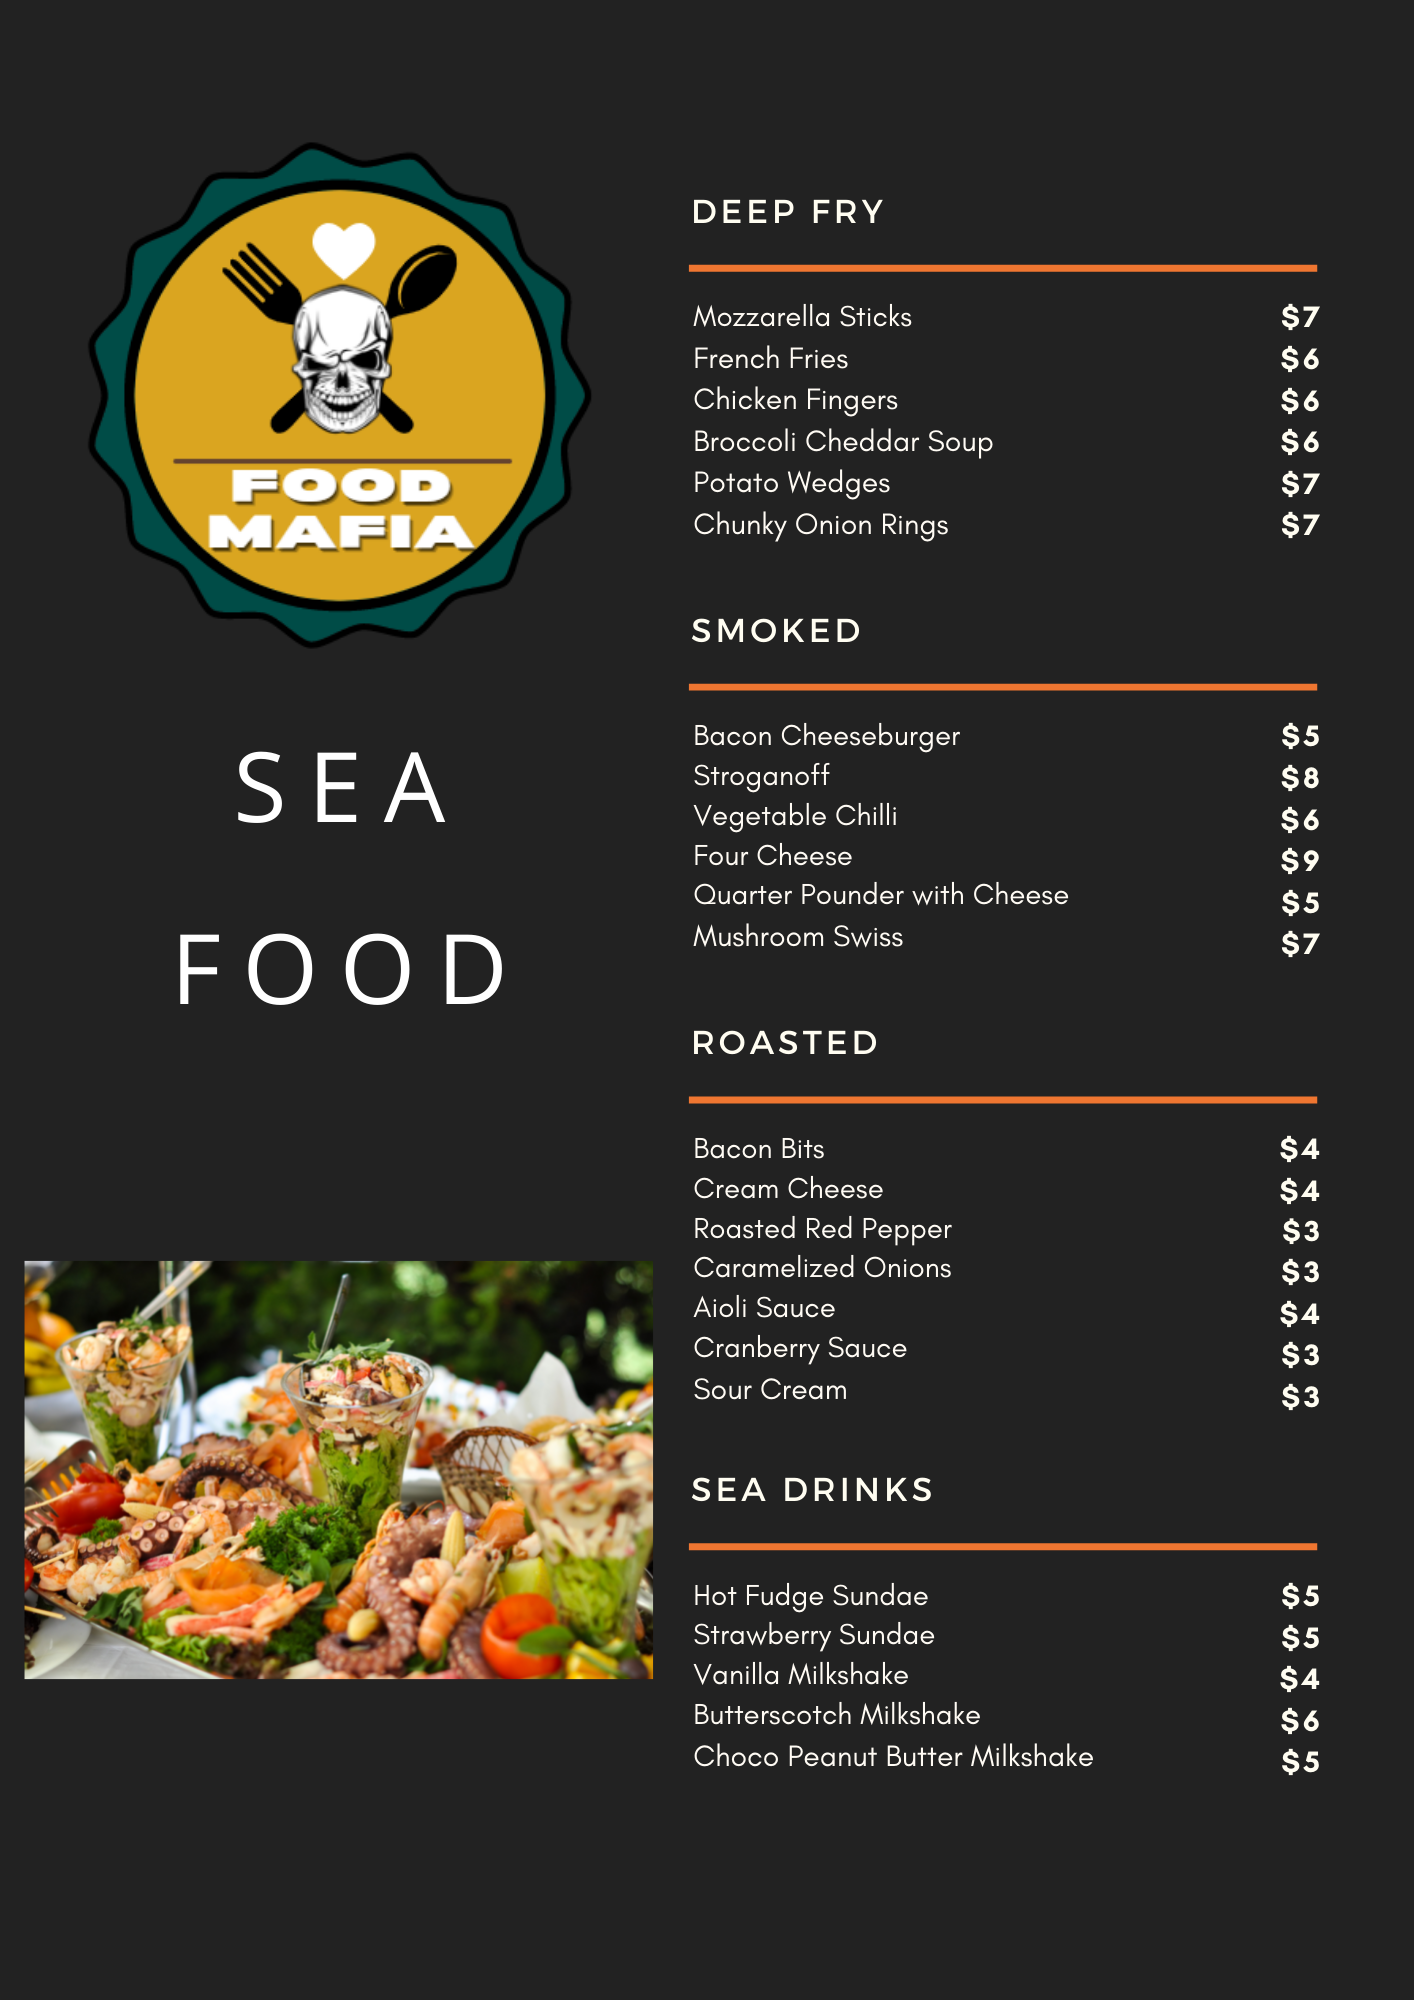 FOOD
MAFIA
SEA
FOOD
DEEP FRY
Mozzarella Sticks $7
French Fries $6
Chicken Fingers $6
Broccoli Cheddar Soup $6
Potato Wedges $7
Chunky Onion Rings $7
SMOKED
Bacon Cheeseburger $5
Stroganoff $8
Vegetable Chilli $6
Four Cheese $9
Quarter Pounder with Cheese $5
Mushroom Swiss $7
ROASTED
Bacon Bits $4
Cream Cheese $4
Roasted Red Pepper $3
Caramelized Onions $3
Aioli Sauce $4
Cranberry Sauce $3
Sour Cream $3
SEA DRINKS
Hot Fudge Sundae $5
Strawberry Sundae $5
Vanilla Milkshake $4
Butterscotch Milkshake $6
Choco Peanut Butter Milkshake $5